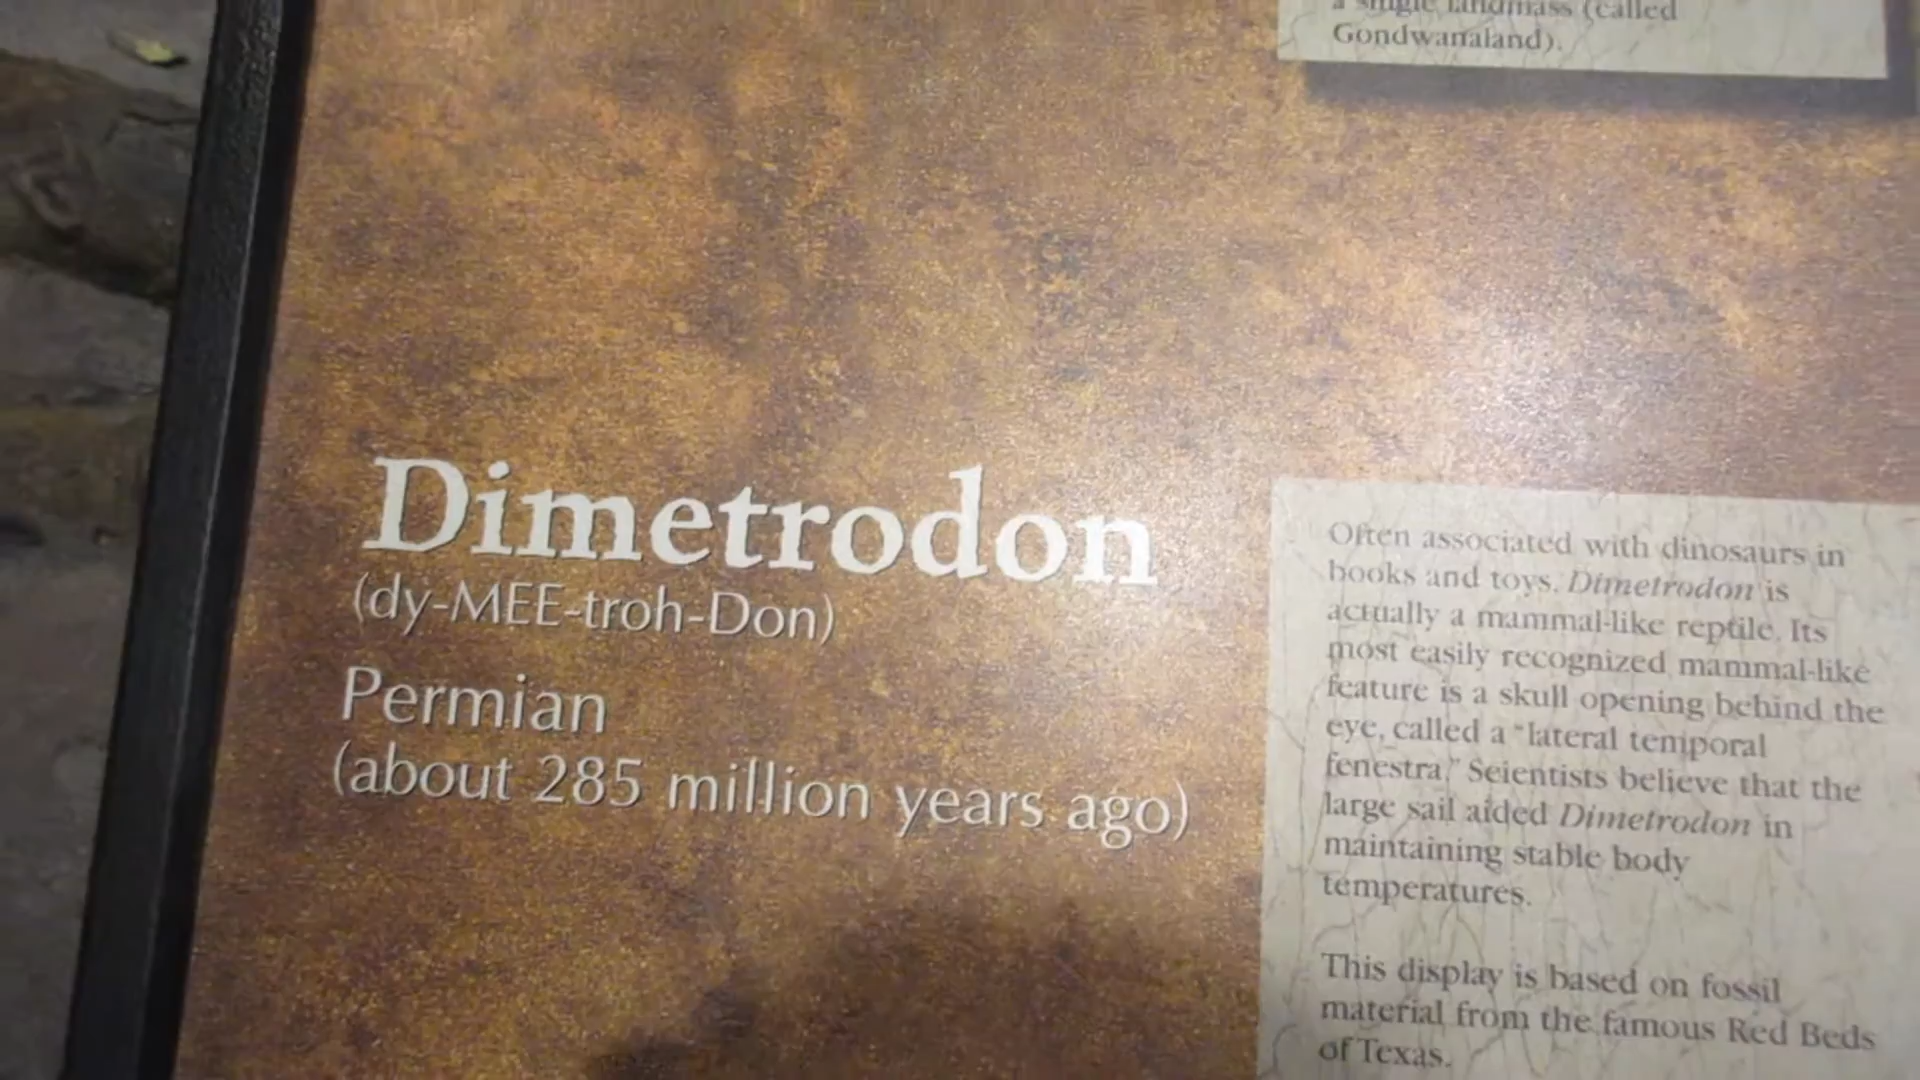 a single landmass (called
Gondwanaland).
Dimetrodon
(dy-MEE-troh-Don)
Permian
(about 285 million years ago)
Often associated with dinosaurs in
books and toys, Dimetrodon is
actually a mammal-like reptile. Its
most easily recognized mammal-like
feature is a skull opening behind the
eye, called a "lateral temporal
fenestra." Scientists believe that the
large sail aided Dimetrodon in
maintaining stable body
temperatures.
This display is based on fossil
material from the famous Red Beds
of Texas.